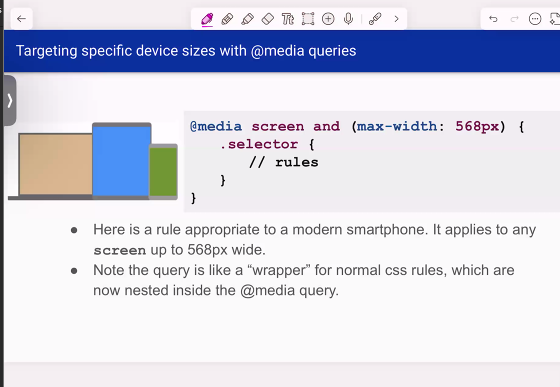 Targeting specific device sizes with @media queries
@media screen and (max-width: 568px) {
.selector {
// rules
}
}
● Here is a rule appropriate to a modern smartphone. It applies to any
screen up to 568px wide.
● Note the query is like a “wrapper” for normal css rules, which are
now nested inside the @media query.